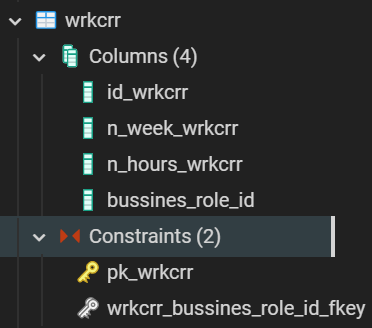 wrkcrr
Columns (4)
id_wrkcrr
n_week_wrkcrr
n_hours_wrkcrr
bussines_role_id
Constraints (2)
pk_wrkcrr
wrkcrr_bussines_role_id_fkey